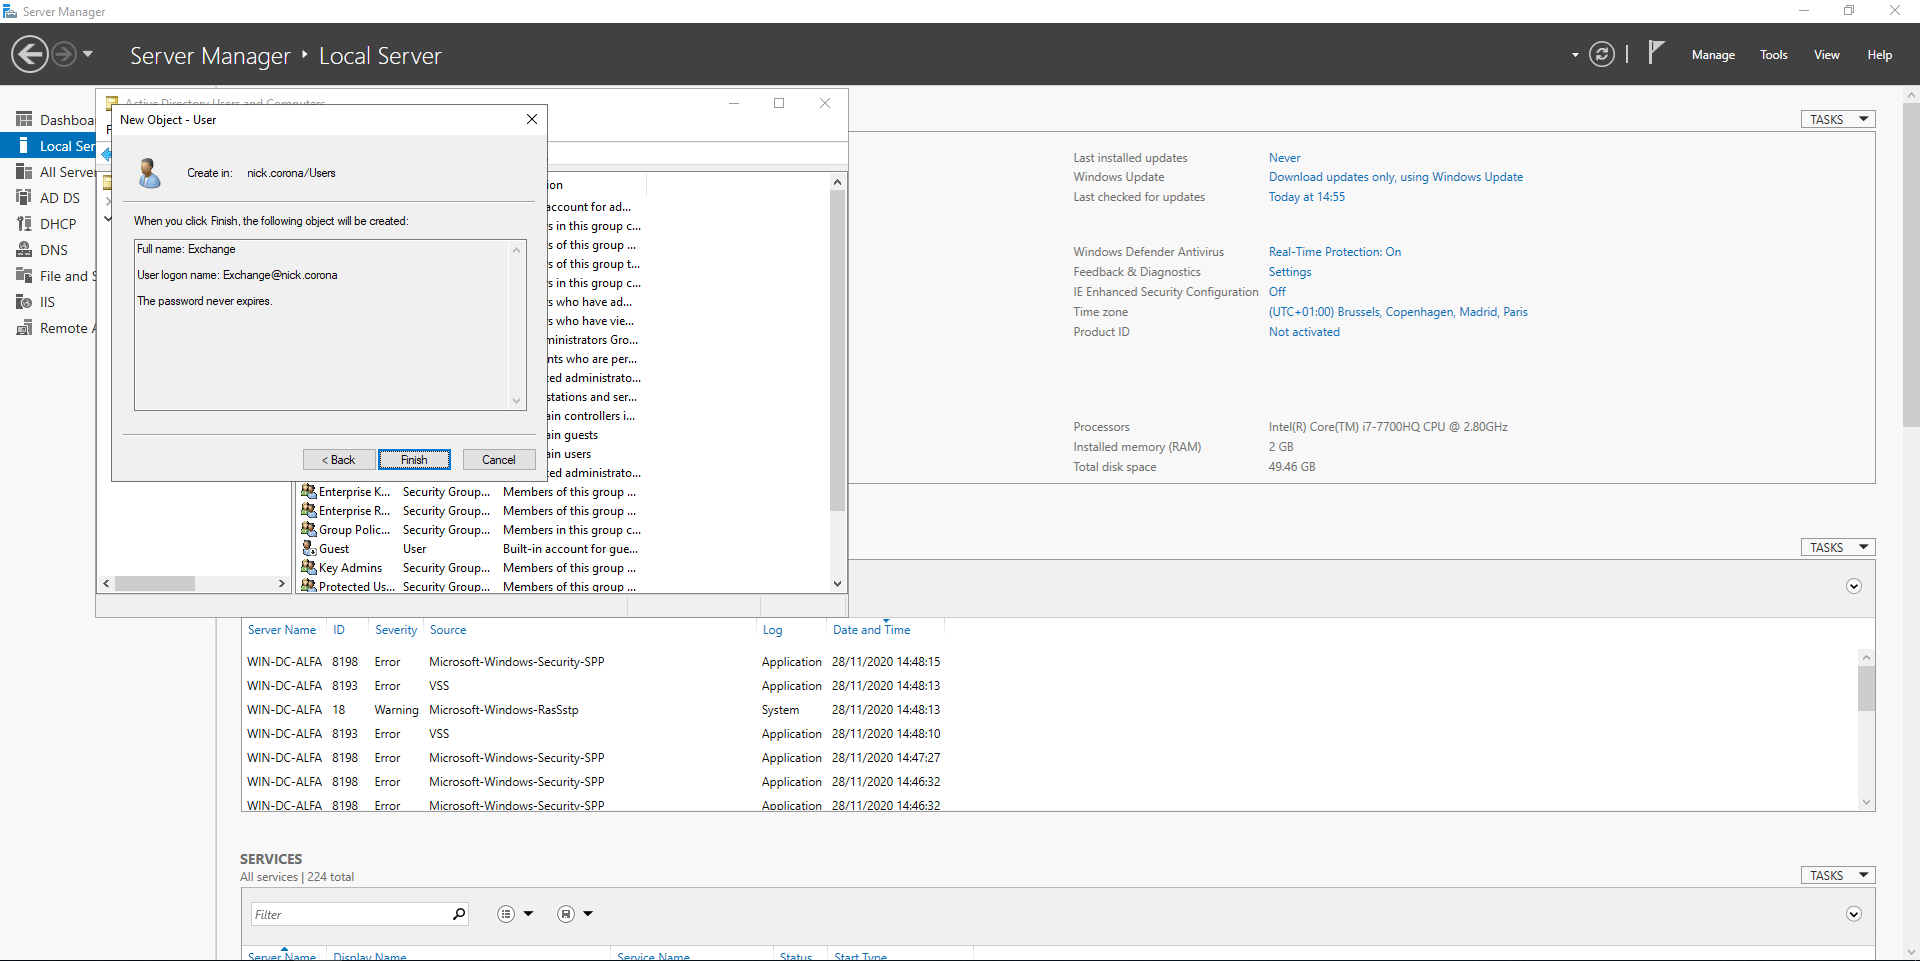 Server Manager
Server Manager ‣ Local Server
Manage Tools View Help
Dashboa
Local Ser
All Serve
AD DS
DHCP
DNS
File and S
IIS
Remote A
Active Directory Users and Computers
New Object - User
Create in: nick.corona/Users
When you click Finish, the following object will be created:
Full name: Exchange
User logon name: Exchange@nick.corona
The password never expires.
< Back Finish Cancel
ion
account for ad...
s in this group c...
s of this group ...
s of this group t...
s in this group c...
s who have ad...
s who have vie...
ministrators Gro...
nts who are per...
ed administrato...
stations and ser...
ain controllers i...
ain guests
ain users
ed administrato...
Enterprise K... Security Group... Members of this group ...
Enterprise R... Security Group... Members of this group ...
Group Polic... Security Group... Members in this group c...
Guest User Built-in account for gue...
Key Admins Security Group... Members of this group ...
Protected Us... Security Group... Members of this group ...
TASKS
Last installed updates Never
Windows Update Download updates only, using Windows Update
Last checked for updates Today at 14:55
Windows Defender Antivirus Real-Time Protection: On
Feedback & Diagnostics Settings
IE Enhanced Security Configuration Off
Time zone (UTC+01:00) Brussels, Copenhagen, Madrid, Paris
Product ID Not activated
Processors Intel(R) Core(TM) i7-7700HQ CPU @ 2.80GHz
Installed memory (RAM) 2 GB
Total disk space 49.46 GB
TASKS
Server Name ID Severity Source Log Date and Time
WIN-DC-ALFA 8198 Error Microsoft-Windows-Security-SPP Application 28/11/2020 14:48:15
WIN-DC-ALFA 8193 Error VSS Application 28/11/2020 14:48:13
WIN-DC-ALFA 18 Warning Microsoft-Windows-RasSstp System 28/11/2020 14:48:13
WIN-DC-ALFA 8193 Error VSS Application 28/11/2020 14:48:10
WIN-DC-ALFA 8198 Error Microsoft-Windows-Security-SPP Application 28/11/2020 14:47:27
WIN-DC-ALFA 8198 Error Microsoft-Windows-Security-SPP Application 28/11/2020 14:46:32
WIN-DC-ALFA 8198 Error Microsoft-Windows-Security-SPP Application 28/11/2020 14:46:32
SERVICES
All services | 224 total
TASKS
Filter
Server Name Display Name Service Name Status Start Type